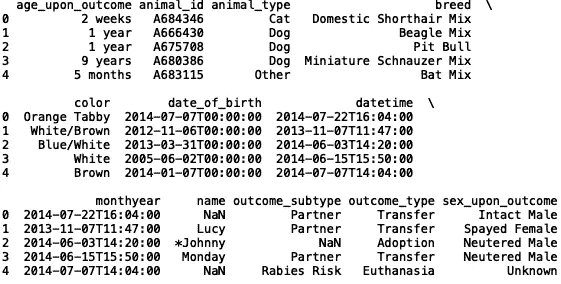 age_upon_outcome animal_id animal_type breed \
0 2 weeks A684346 Cat Domestic Shorthair Mix
1 1 year A666430 Dog Beagle Mix
2 1 year A675708 Dog Pit Bull
3 9 years A680386 Dog Miniature Schnauzer Mix
4 5 months A683115 Other Bat Mix
color date_of_birth datetime \
0 Orange Tabby 2014-07-07T00:00:00 2014-07-22T16:04:00
1 White/Brown 2012-11-06T00:00:00 2013-11-07T11:47:00
2 Blue/White 2013-03-31T00:00:00 2014-06-03T14:20:00
3 White 2005-06-02T00:00:00 2014-06-15T15:50:00
4 Brown 2014-01-07T00:00:00 2014-07-07T14:04:00
monthyear name outcome_subtype outcome_type sex_upon_outcome
0 2014-07-22T16:04:00 NaN Partner Transfer Intact Male
1 2013-11-07T11:47:00 Lucy Partner Transfer Spayed Female
2 2014-06-03T14:20:00 *Johnny NaN Adoption Neutered Male
3 2014-06-15T15:50:00 Monday Partner Transfer Neutered Male
4 2014-07-07T14:04:00 NaN Rabies Risk Euthanasia Unknown